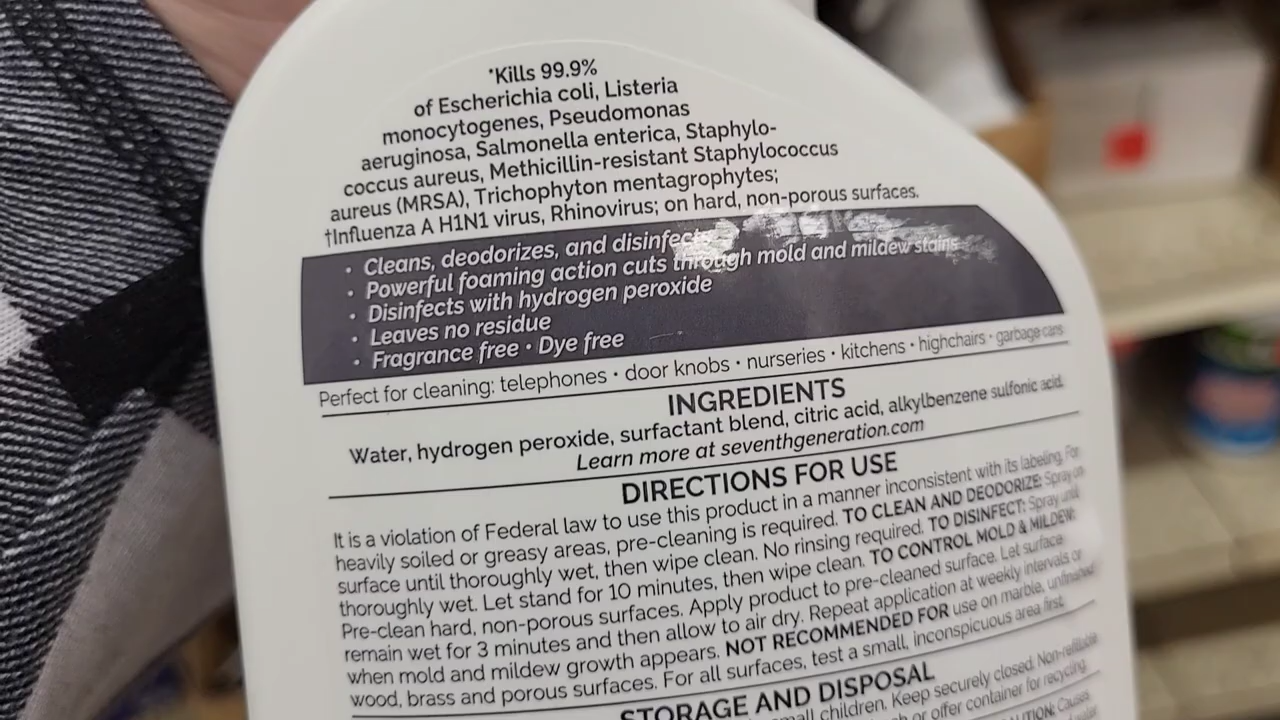 *Kills 99.9%
of Escherichia coli, Listeria
monocytogenes, Pseudomonas
aeruginosa, Salmonella enterica, Staphylo-
coccus aureus, Methicillin-resistant Staphylococcus
aureus (MRSA), Trichophyton mentagrophytes;
†Influenza A H1N1 virus, Rhinovirus; on hard, non-porous surfaces.
• Cleans, deodorizes, and disinfects
• Powerful foaming action cuts through mold and mildew stains
• Disinfects with hydrogen peroxide
• Leaves no residue
• Fragrance free • Dye free
Perfect for cleaning: telephones • door knobs • nurseries • kitchens • highchairs • garbage cans
INGREDIENTS
Water, hydrogen peroxide, surfactant blend, citric acid, alkylbenzene sulfonic acid.
Learn more at seventhgeneration.com
DIRECTIONS FOR USE
It is a violation of Federal law to use this product in a manner inconsistent with its labeling. For
heavily soiled or greasy areas, pre-cleaning is required. TO CLEAN AND DEODORIZE: Spray on
surface until thoroughly wet, then wipe clean. No rinsing required. TO DISINFECT: Spray until
thoroughly wet. Let stand for 10 minutes, then wipe clean. TO CONTROL MOLD & MILDEW:
Pre-clean hard, non-porous surfaces. Apply product to pre-cleaned surface. Let surface
remain wet for 3 minutes and then allow to air dry. Repeat application at weekly intervals or
when mold and mildew growth appears. NOT RECOMMENDED FOR use on marble, unfinished
wood, brass and porous surfaces. For all surfaces, test a small, inconspicuous area first.
STORAGE AND DISPOSAL
small children. Keep securely closed. Non-refillable
or offer container for recycling.
CAUTION: Causes